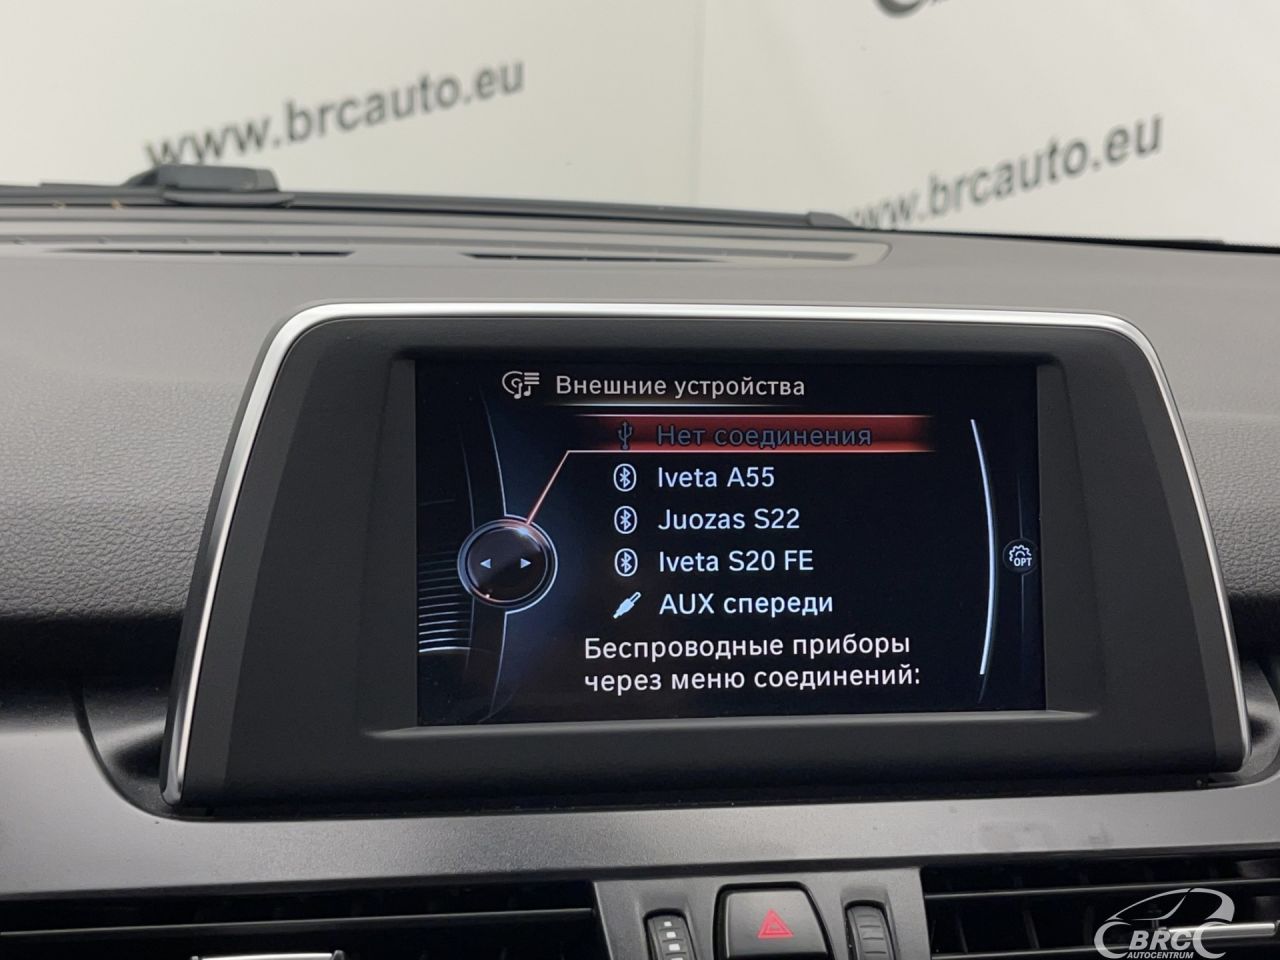 www.brcauto.eu
www.brcauto.eu
Внешние устройства
Нет соединения
Iveta A55
Juozas S22
Iveta S20 FE
OPT
AUX спереди
Беспроводные приборы
через меню соединений:
BRC
AUTOCENTRUM